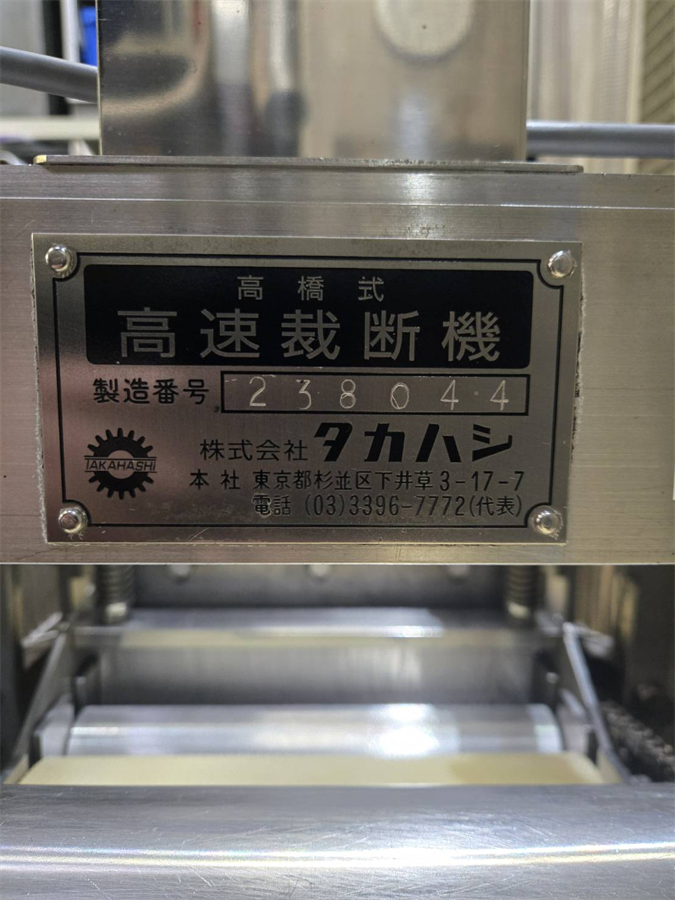 高橋式
高速裁断機
製造番号 238044
株式会社 タカハシ
TAKAHASHI
本社 東京都杉並区下井草3-17-7
電話 (03)3396-7772(代表)